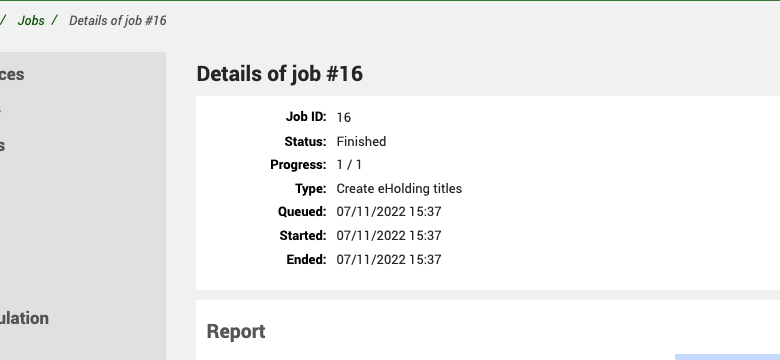 / Jobs / Details of job #16
Details of job #16
Job ID: 16
Status: Finished
Progress: 1 / 1
Type: Create eHolding titles
Queued: 07/11/2022 15:37
Started: 07/11/2022 15:37
Ended: 07/11/2022 15:37
Report